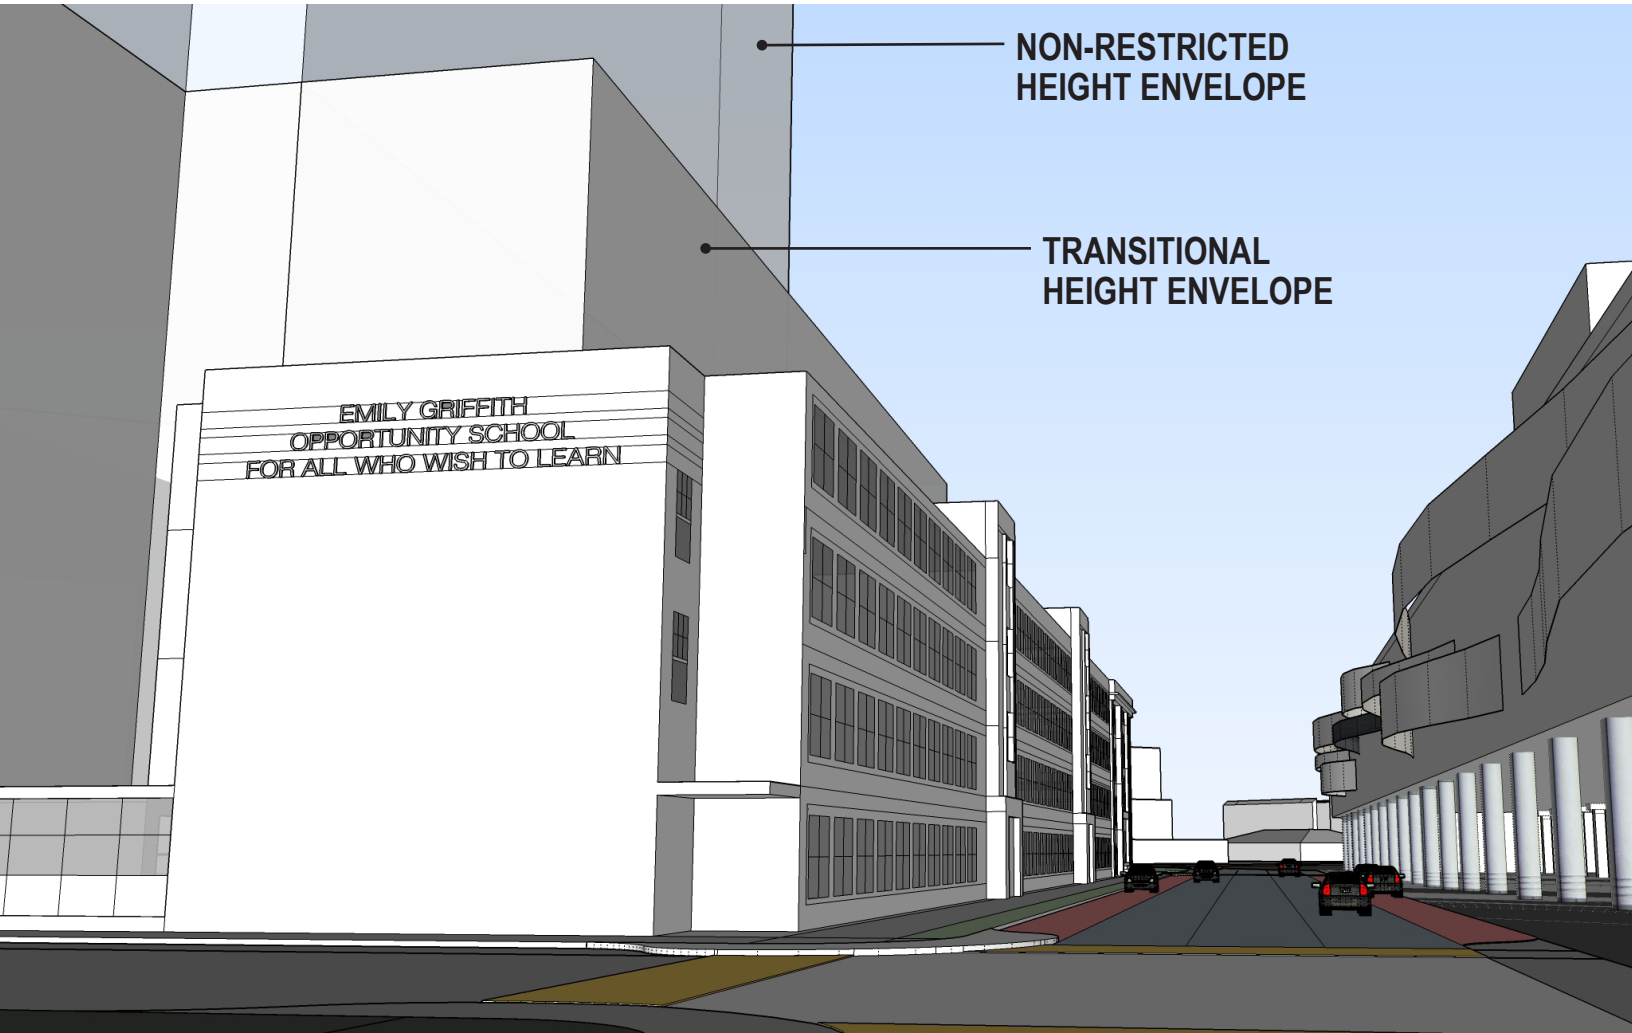 NON-RESTRICTED
HEIGHT ENVELOPE
TRANSITIONAL
HEIGHT ENVELOPE
EMILY GRIFFITH
OPPORTUNITY SCHOOL
FOR ALL WHO WISH TO LEARN